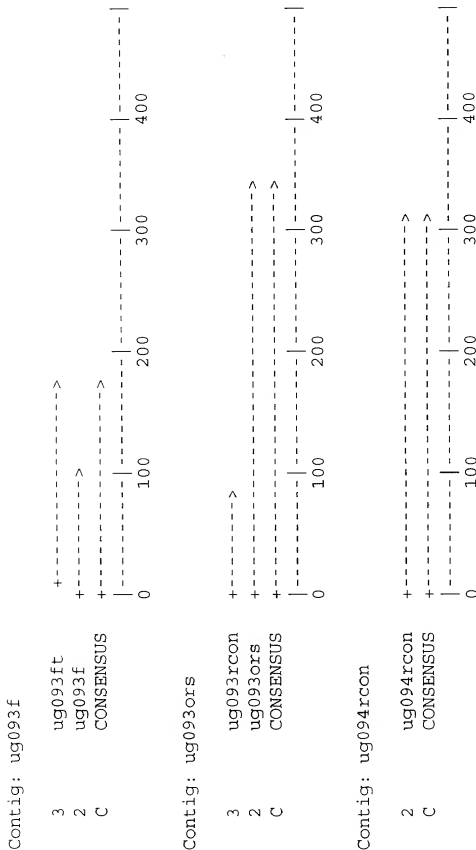 Contig: ug093f
3 ug093ft +---------->
2 ug093f +------>
C CONSENSUS +----------->
|---------|---------|---------|---------|---------|
0 100 200 300 400
Contig: ug093ors
3 ug093rcon +----->
2 ug093ors +----------------------->
C CONSENSUS +----------------------->
|---------|---------|---------|---------|---------|
0 100 200 300 400
Contig: ug094rcon
2 ug094rcon +--------------------->
C CONSENSUS +--------------------->
|---------|---------|---------|---------|---------|
0 100 200 300 400